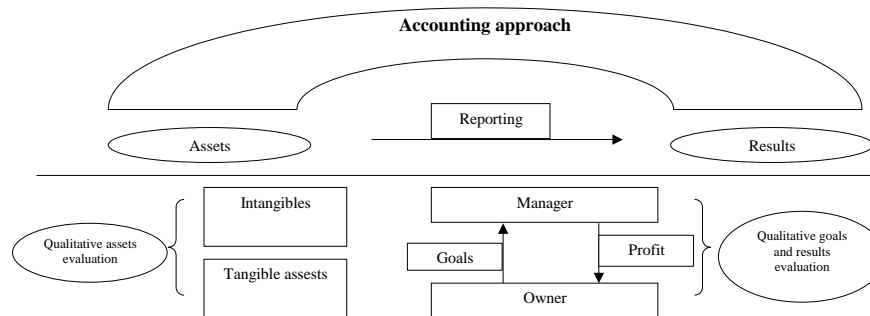 Accounting approach
Reporting
Assets
Results
Intangibles
Manager
Qualitative assets
evaluation
Goals
Profit
Qualitative goals
and results
evaluation
Tangible assests
Owner